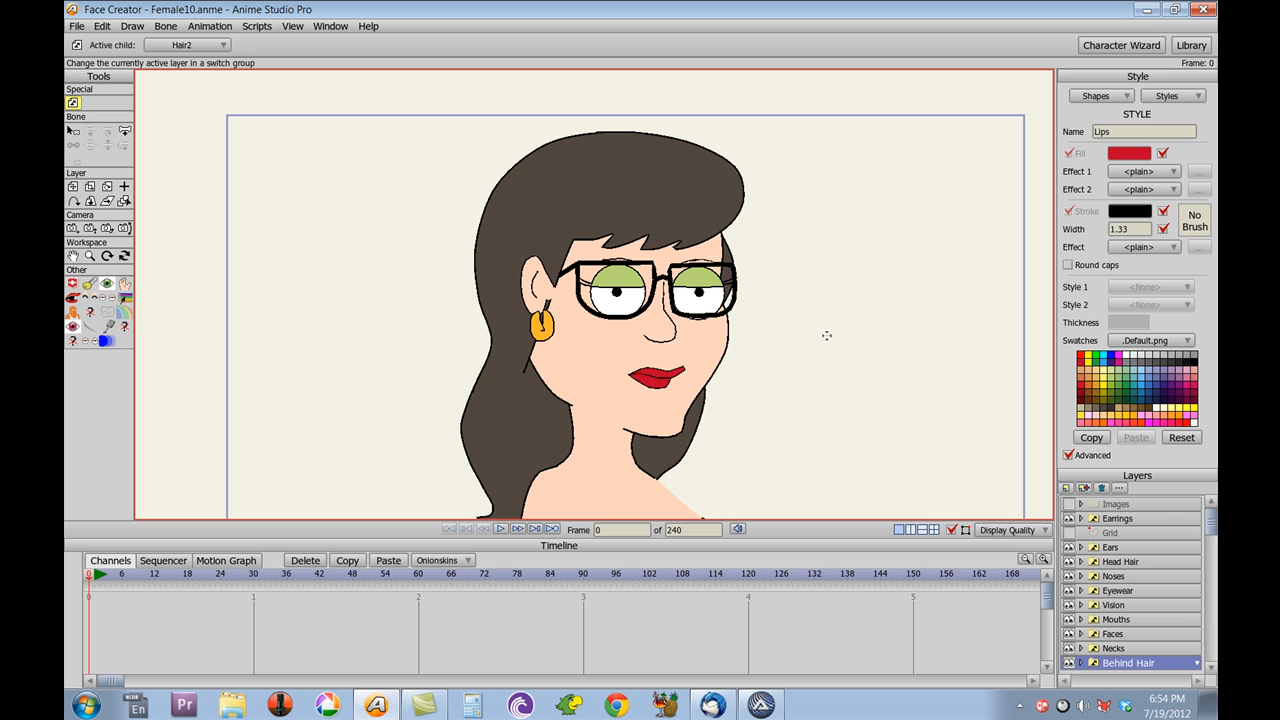 Face Creator - Female10.anme - Anime Studio Pro
File Edit Draw Bone Animation Scripts View Window Help
Active child: Hair2 Character Wizard Library
Change the currently active layer in a switch group Frame: 0
Tools
Special
Bone
Layer
Camera
Workspace
Other
Style
Shapes Styles
STYLE
Name Lips
Fill
Effect 1 <plain> ...
Effect 2 <plain> ...
Stroke
No Brush
Width 1.33
Effect <plain> ...
Round caps
Style 1 <None>
Style 2 <None>
Thickness
Swatches .Default.png
Copy Paste Reset
Advanced
Layers
Images
Earrings
Grid
Ears
Head Hair
Noses
Eyewear
Vision
Mouths
Faces
Necks
Behind Hair
Frame 0 of 240 Display Quality
Timeline
Channels Sequencer Motion Graph Delete Copy Paste Onionskins
0 6 12 18 24 30 36 42 48 54 60 66 72 78 84 90 96 102 108 114 120 126 132 138 144 150 156 162 168
0 1 2 3 4 5
En Pr
6:54 PM
7/19/2012